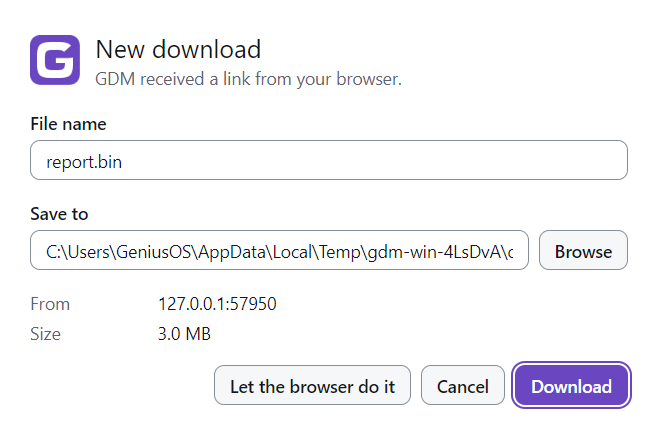 G
New download
GDM received a link from your browser.
File name
report.bin
Save to
C:\Users\GeniusOS\AppData\Local\Temp\gdm-win-4LsDvA\c
Browse
From 127.0.0.1:57950
Size 3.0 MB
Let the browser do it
Cancel
Download